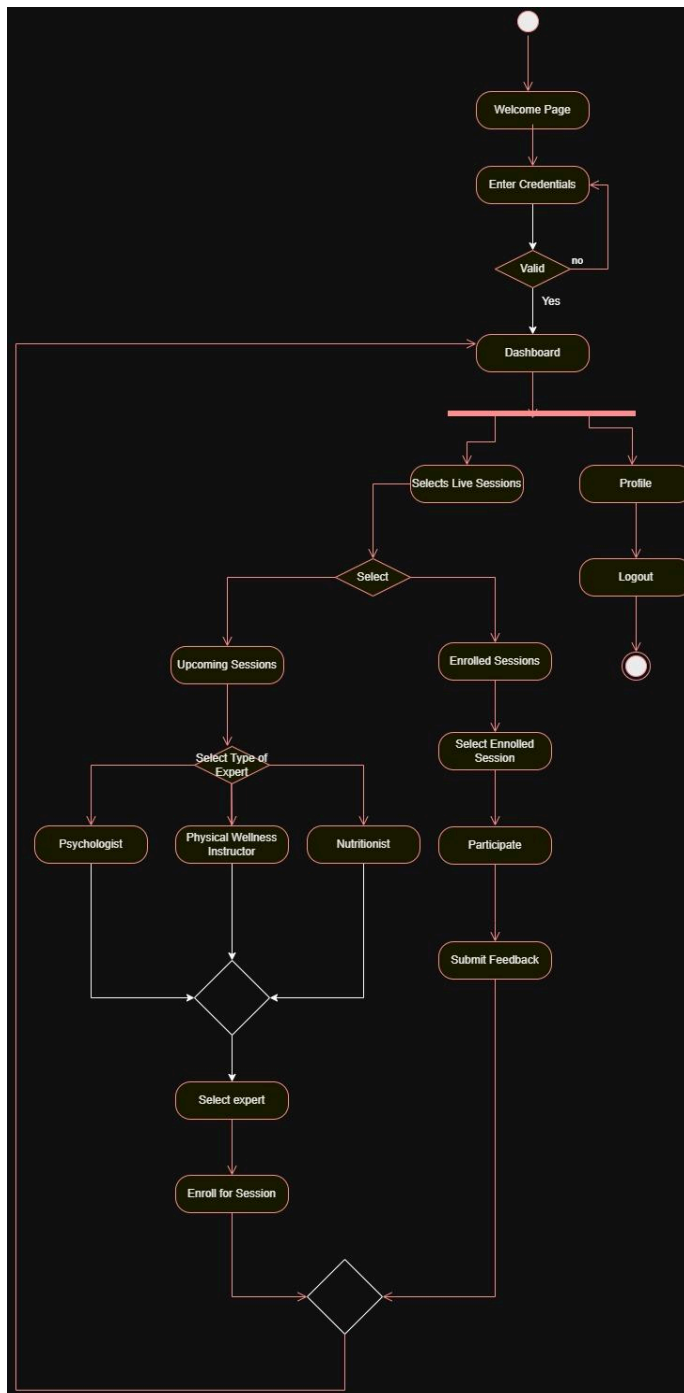 Welcome Page
Enter Credentials
Valid
no
Yes
Dashboard
Selects Live Sessions
Profile
Select
Logout
Upcoming Sessions
Enrolled Sessions
Select Type of
Expert
Select Ennolled
Session
Psychologist
Physical Wellness
Instructor
Nutritionist
Participate
Submit Feedback
Select expert
Enroll for Session